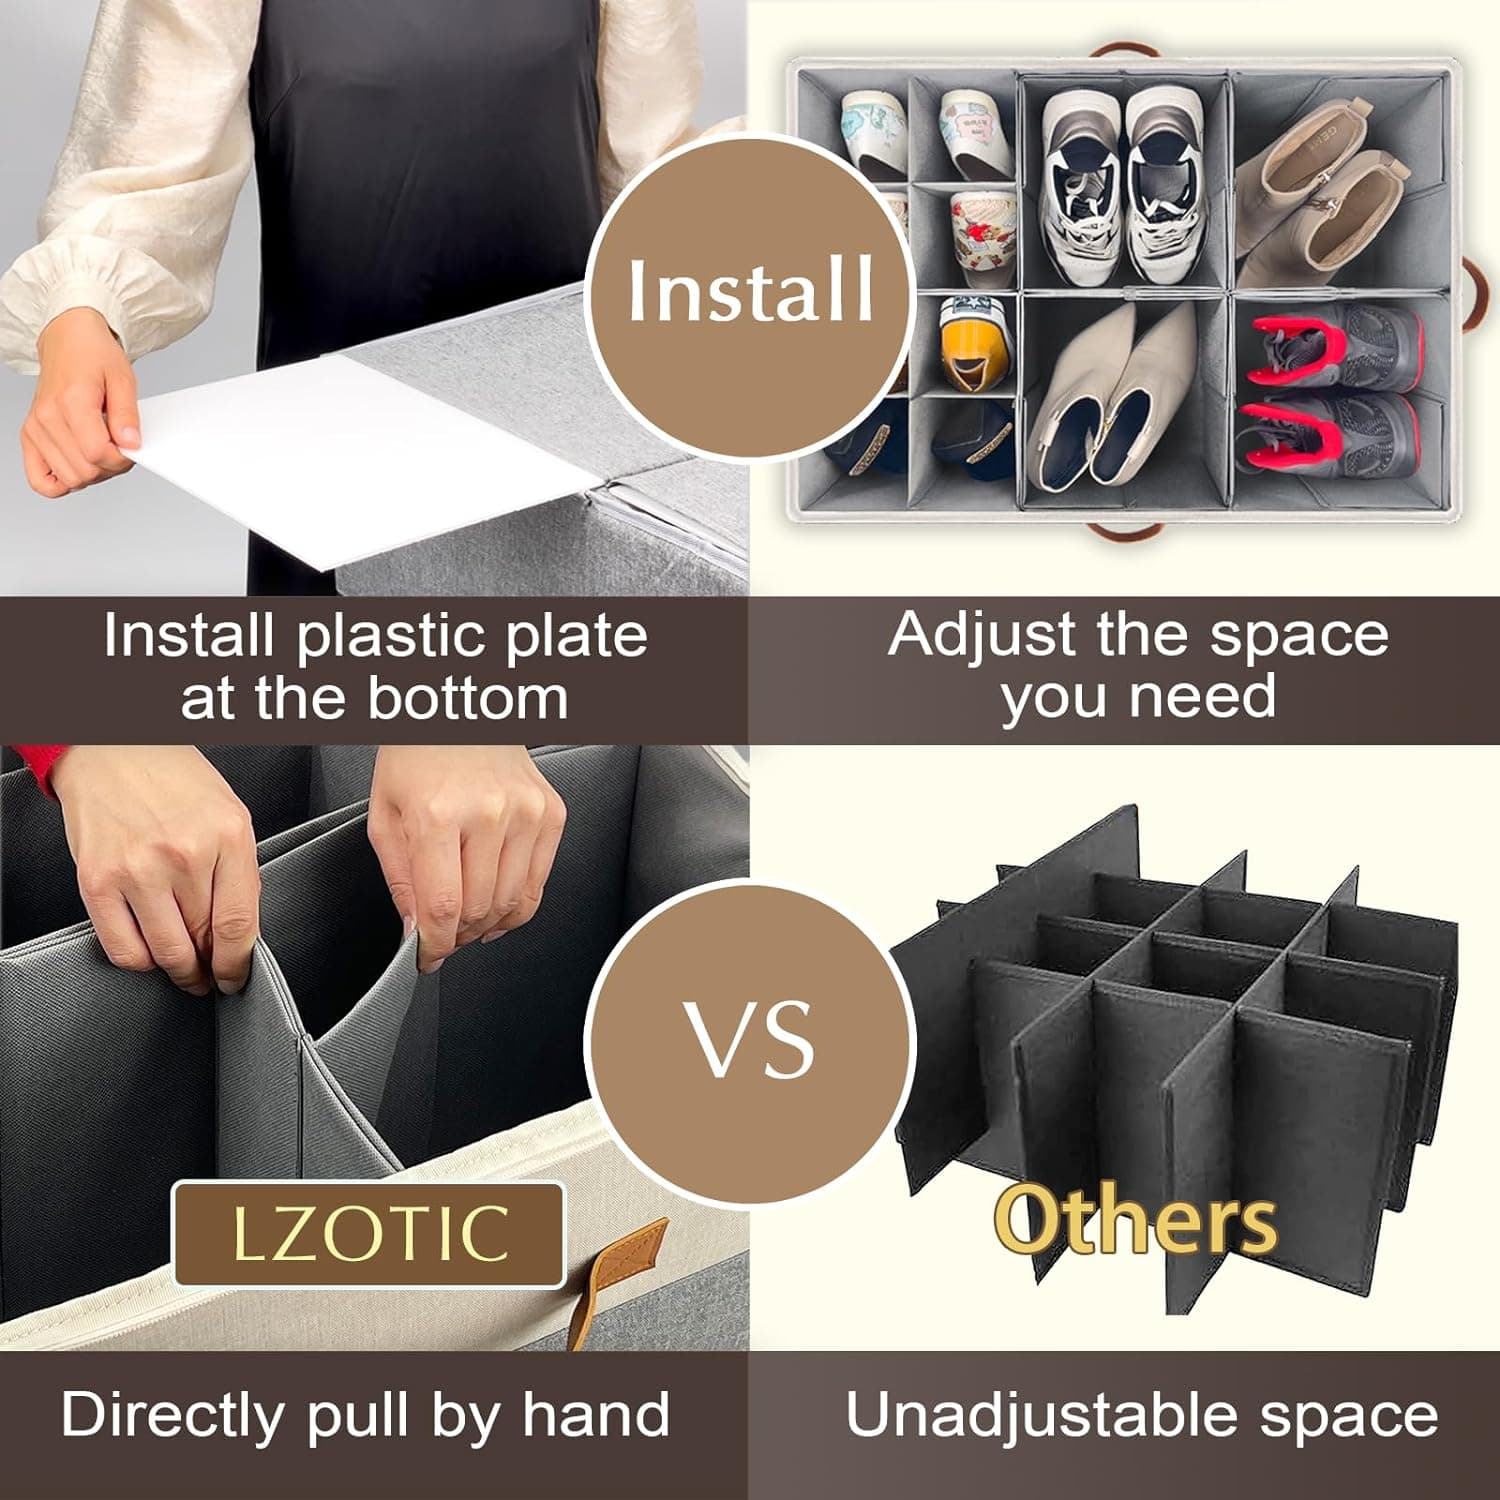 Install
Install plastic plate
at the bottom
Adjust the space
you need
VS
LZOTIC
Others
Directly pull by hand
Unadjustable space